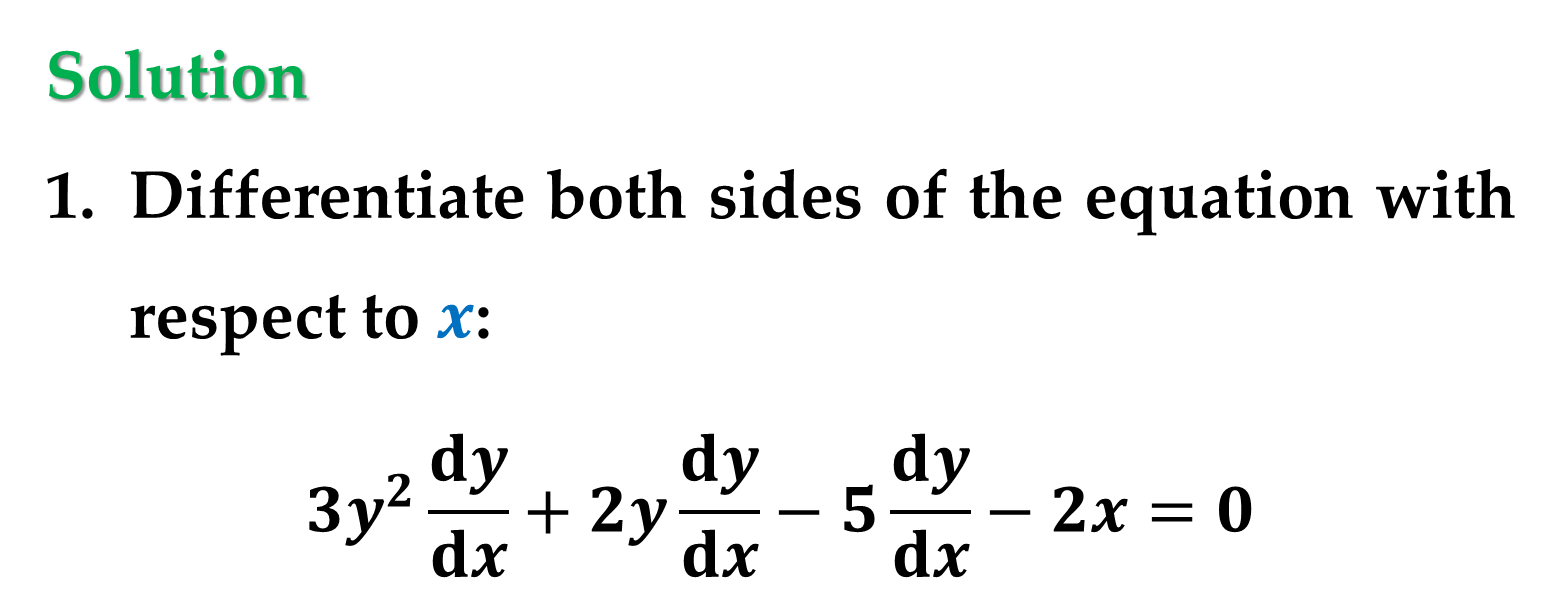 Solution
1. Differentiate both sides of the equation with
respect to x:
3y² dy/dx + 2y dy/dx − 5 dy/dx − 2x = 0